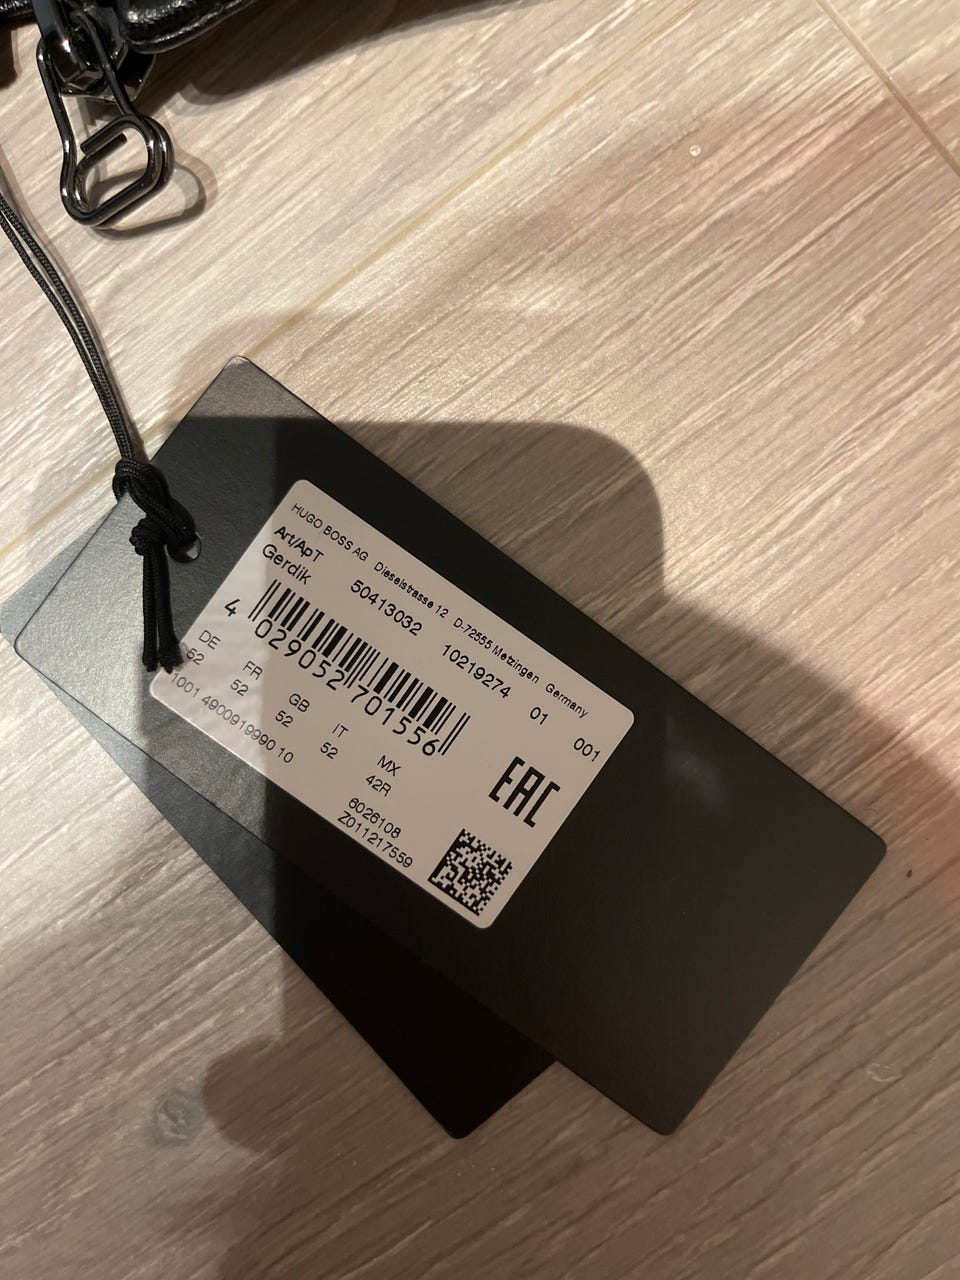 HUGO BOSS AG Dieselstrasse 12 D-72555 Metzingen Germany
Art/ApT 50413032 10219274 01 001
Gerdik
4 029052 701556
DE FR GB IT MX
52 52 52 52 42R
1001 4900919990 10
6026108
Z011217559
EAC